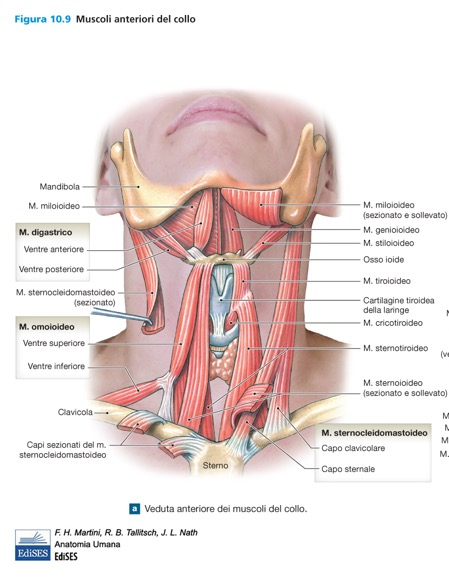 Figura 10.9 Muscoli anteriori del collo
Mandibola
M. miloioideo
M. digastrico
Ventre anteriore
Ventre posteriore
M. sternocleidomastoideo
(sezionato)
M. omoioideo
Ventre superiore
Ventre inferiore
Clavicola
Capi sezionati del m.
sternocleidomastoideo
Sterno
M. miloioideo
(sezionato e sollevato)
M. genioioideo
M. stiloioideo
Osso ioide
M. tiroioideo
Cartilagine tiroidea
della laringe
M. cricotiroideo
M. sternotiroideo
M. sternoioideo
(sezionato e sollevato)
M. sternocleidomastoideo
Capo clavicolare
Capo sternale
(ve
M
M
M.
a Veduta anteriore dei muscoli del collo.
F. H. Martini, R. B. Tallitsch, J. L. Nath
Anatomia Umana
EdiSES
EdiSES